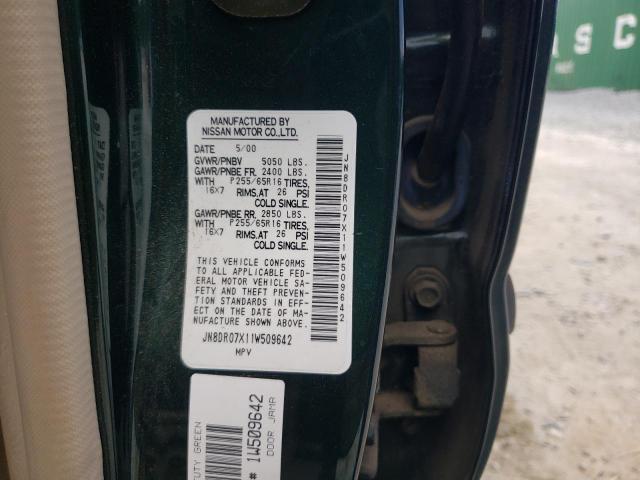 MANUFACTURED BY
NISSAN MOTOR CO.,LTD.
DATE 5/00
GVWR/PNBV 5050 LBS.
GAWR/PNBE FR. 2400 LBS.
WITH P255/65R16 TIRES,
16X7 RIMS,AT 26 PSI
COLD SINGLE.
GAWR/PNBE RR. 2850 LBS.
WITH P255/65R16 TIRES,
16X7 RIMS,AT 26 PSI
COLD SINGLE.
THIS VEHICLE CONFORMS
TO ALL APPLICABLE FED-
ERAL MOTOR VEHICLE SA-
FETY AND THEFT PREVEN-
TION STANDARDS IN EFF-
ECT ON THE DATE OF MA-
NUFACTURE SHOWN ABOVE.
JN8DR07X11W509642
MPV
JN8DR07X11W509642
TUTY GREEN
# 1W509642
DOOR JAMB
ASC